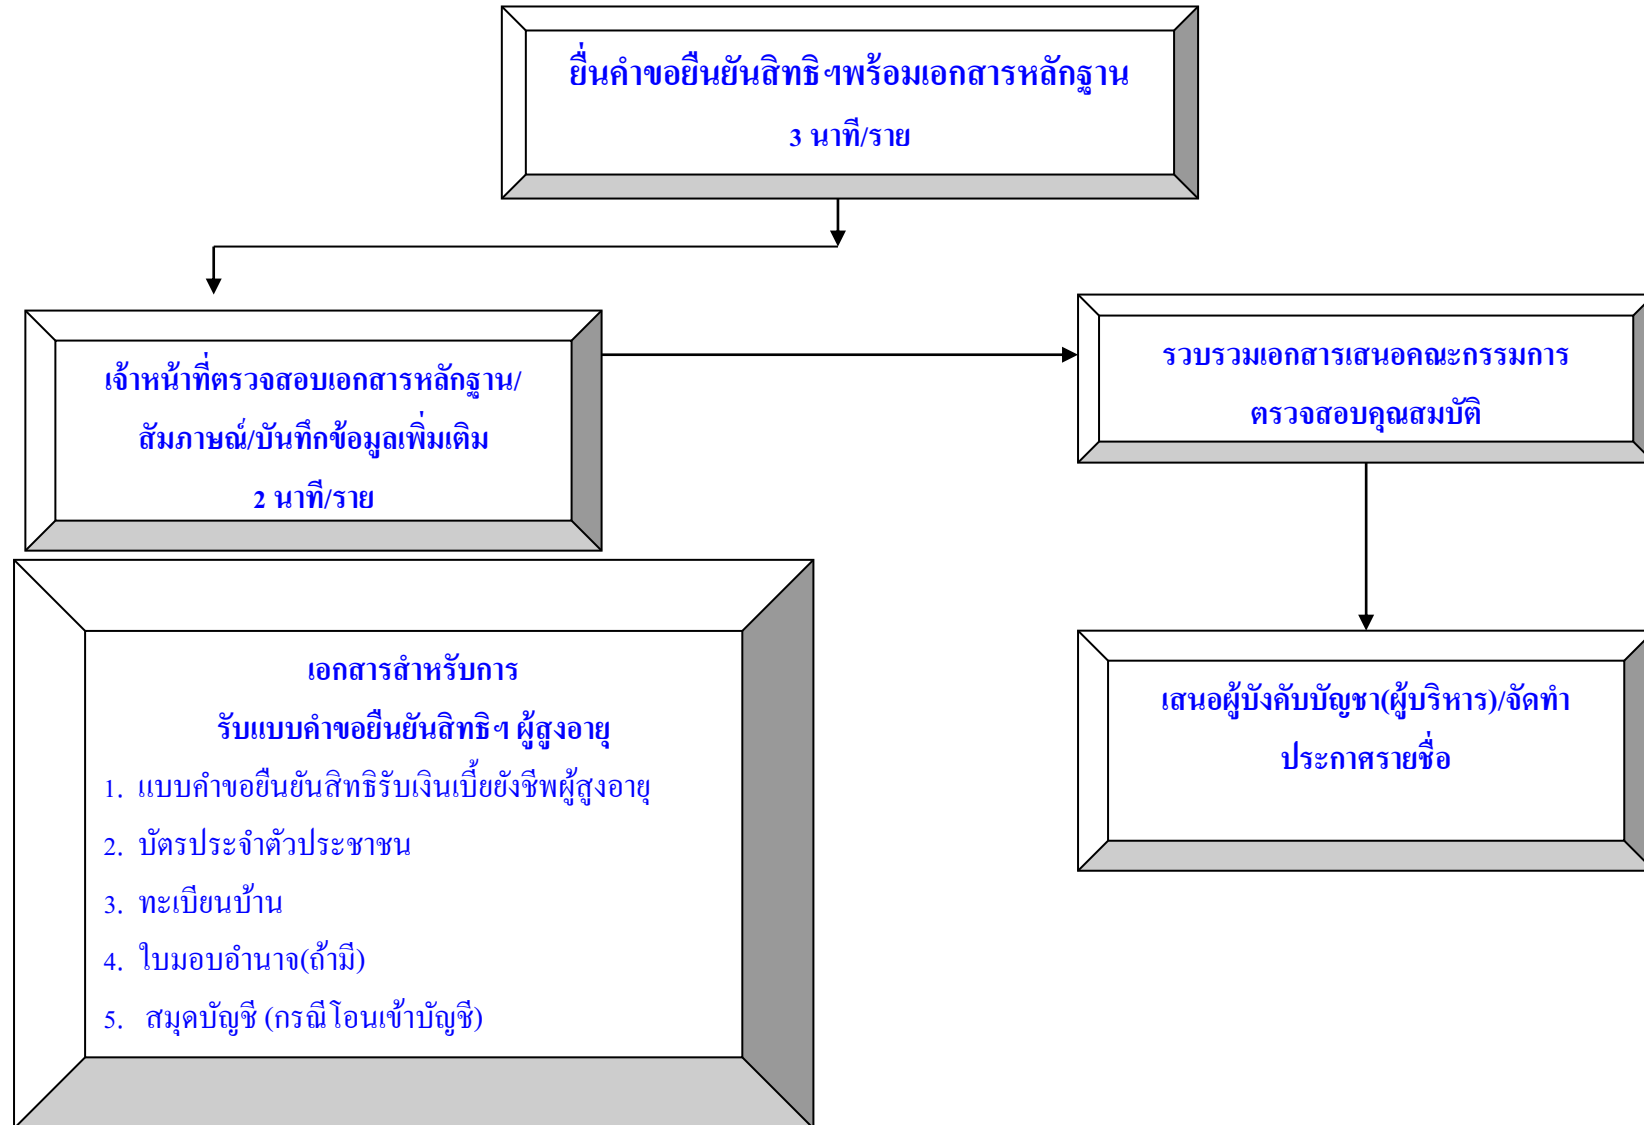 ยื่นคำขอยืนยันสิทธิฯพร้อมเอกสารหลักฐาน
3 นาที/ราย
เจ้าหน้าที่ตรวจสอบเอกสารหลักฐาน/
สัมภาษณ์/บันทึกข้อมูลเพิ่มเติม
2 นาที/ราย
รวบรวมเอกสารเสนอคณะกรรมการ
ตรวจสอบคุณสมบัติ
เสนอผู้บังคับบัญชา(ผู้บริหาร)/จัดทำ
ประกาศรายชื่อ
เอกสารสำหรับการ
รับแบบคำขอยืนยันสิทธิฯ ผู้สูงอายุ
1. แบบคำขอยืนยันสิทธิรับเงินเบี้ยยังชีพผู้สูงอายุ
2. บัตรประจำตัวประชาชน
3. ทะเบียนบ้าน
4. ใบมอบอำนาจ(ถ้ามี)
5. สมุดบัญชี (กรณีโอนเข้าบัญชี)